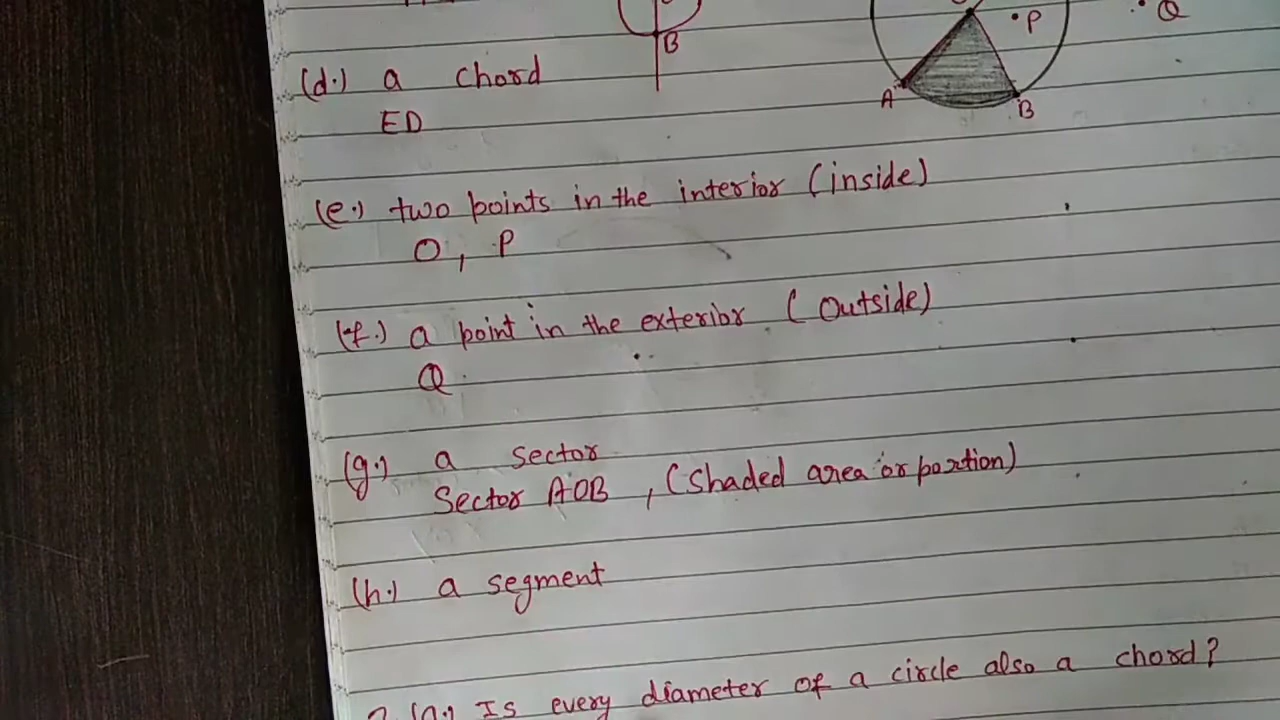 B
P
Q
A
B
(d.) a chord
ED
(e.) two points in the interior (inside)
O, P
(f.) a point in the exterior (Outside)
Q
(g.) a sector
Sector AOB, (Shaded area or portion)
(h.) a segment
2. (a.) Is every diameter of a circle also a chord?